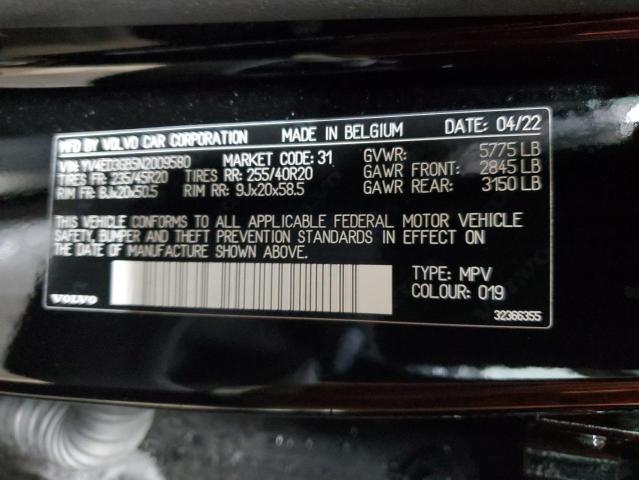 MFD BY VOLVO CAR CORPORATION MADE IN BELGIUM DATE: 04/22
VIN: YV4ED3GB5N2009580 MARKET CODE: 31 GVWR: 5775 LB
TIRES FR: 235/45R20 TIRES RR: 255/40R20 GAWR FRONT: 2845 LB
RIM FR: 8Jx20x50.5 RIM RR: 9Jx20x58.5 GAWR REAR: 3150 LB
THIS VEHICLE CONFORMS TO ALL APPLICABLE FEDERAL MOTOR VEHICLE
SAFETY, BUMPER AND THEFT PREVENTION STANDARDS IN EFFECT ON
THE DATE OF MANUFACTURE SHOWN ABOVE.
TYPE: MPV
COLOUR: 019
VOLVO
32366355